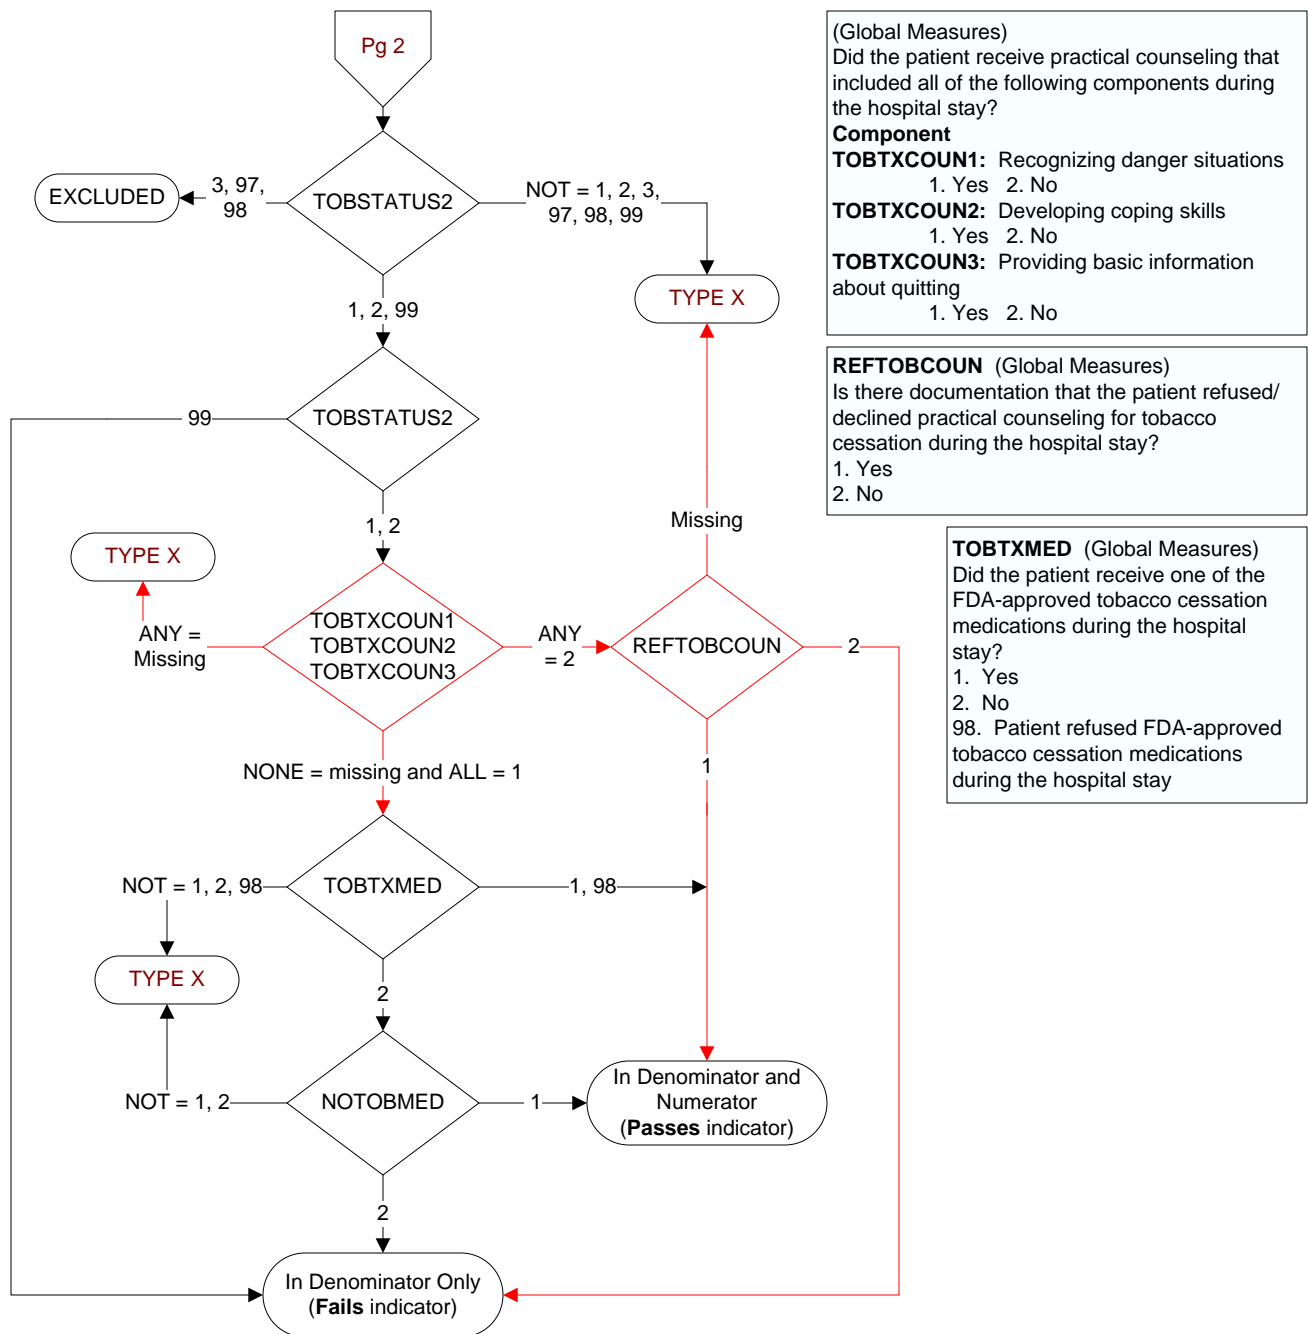 Pg 2
TOBSTATUS2
3, 97,
98
EXCLUDED
NOT = 1, 2, 3,
97, 98, 99
TYPE X
1, 2, 99
TOBSTATUS2
99
1, 2
TOBTXCOUN1
TOBTXCOUN2
TOBTXCOUN3
ANY =
Missing
TYPE X
ANY
= 2
REFTOBCOUN
Missing
2
1
NONE = missing and ALL = 1
TOBTXMED
NOT = 1, 2, 98
1, 98
TYPE X
2
NOTOBMED
NOT = 1, 2
1
In Denominator and
Numerator
(Passes indicator)
2
In Denominator Only
(Fails indicator)
(Global Measures)
Did the patient receive practical counseling that
included all of the following components during
the hospital stay?
Component
TOBTXCOUN1: Recognizing danger situations
1. Yes 2. No
TOBTXCOUN2: Developing coping skills
1. Yes 2. No
TOBTXCOUN3: Providing basic information
about quitting
1. Yes 2. No
REFTOBCOUN (Global Measures)
Is there documentation that the patient refused/
declined practical counseling for tobacco
cessation during the hospital stay?
1. Yes
2. No
TOBTXMED (Global Measures)
Did the patient receive one of the
FDA-approved tobacco cessation
medications during the hospital
stay?
1. Yes
2. No
98. Patient refused FDA-approved
tobacco cessation medications
during the hospital stay